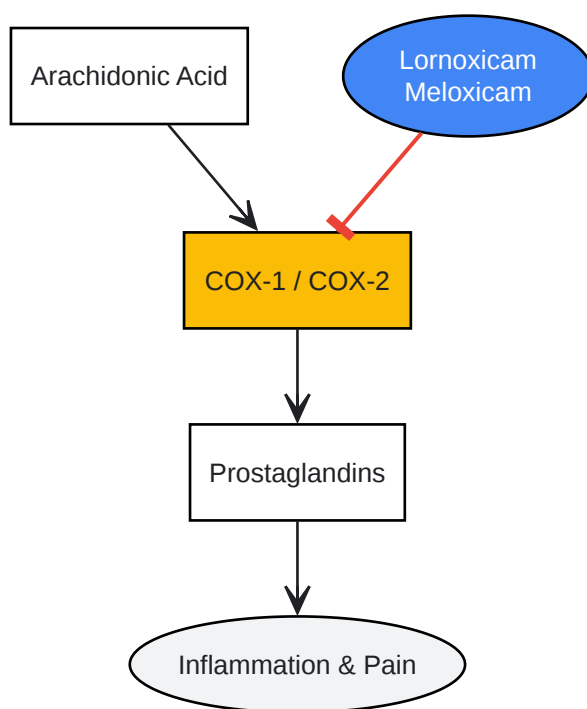 Arachidonic Acid
Lornoxicam
Meloxicam
COX-1 / COX-2
Prostaglandins
Inflammation & Pain